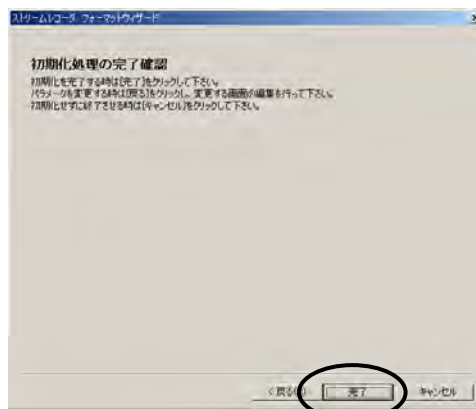 ストリームレコーダ フォーマットウィザード
初期化処理の完了確認
初期化を完了する時は[完了]をクリックして下さい。
パラメータを変更する時は[戻る]をクリックし、変更する画面の編集を行って下さい。
初期化せずに終了させる時は[キャンセル]をクリックして下さい。
< 戻る 完了 キャンセル